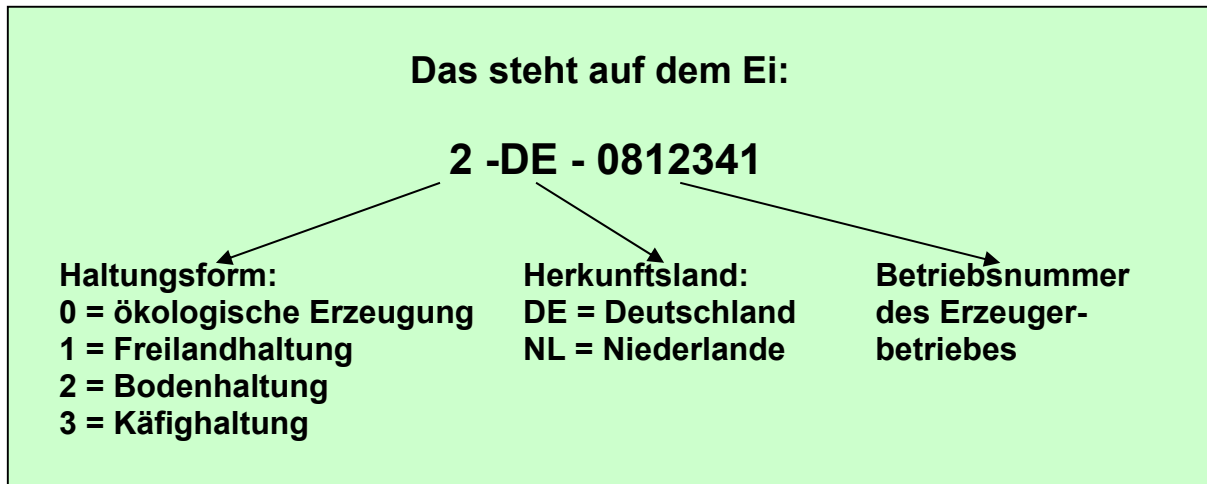 Das steht auf dem Ei:
2 -DE - 0812341
Haltungsform:
0 = ökologische Erzeugung
1 = Freilandhaltung
2 = Bodenhaltung
3 = Käfighaltung
Herkunftsland:
DE = Deutschland
NL = Niederlande
Betriebsnummer
des Erzeuger-
betriebes